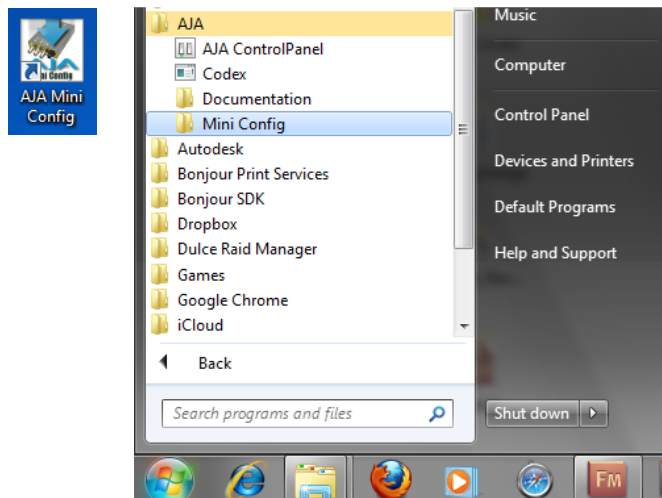 ni Config
AJA Mini
Config
AJA
AJA ControlPanel
Codex
Documentation
Mini Config
Autodesk
Bonjour Print Services
Bonjour SDK
Dropbox
Dulce Raid Manager
Games
Google Chrome
iCloud
Back
Search programs and files
Music
Computer
Control Panel
Devices and Printers
Default Programs
Help and Support
Shut down
FM